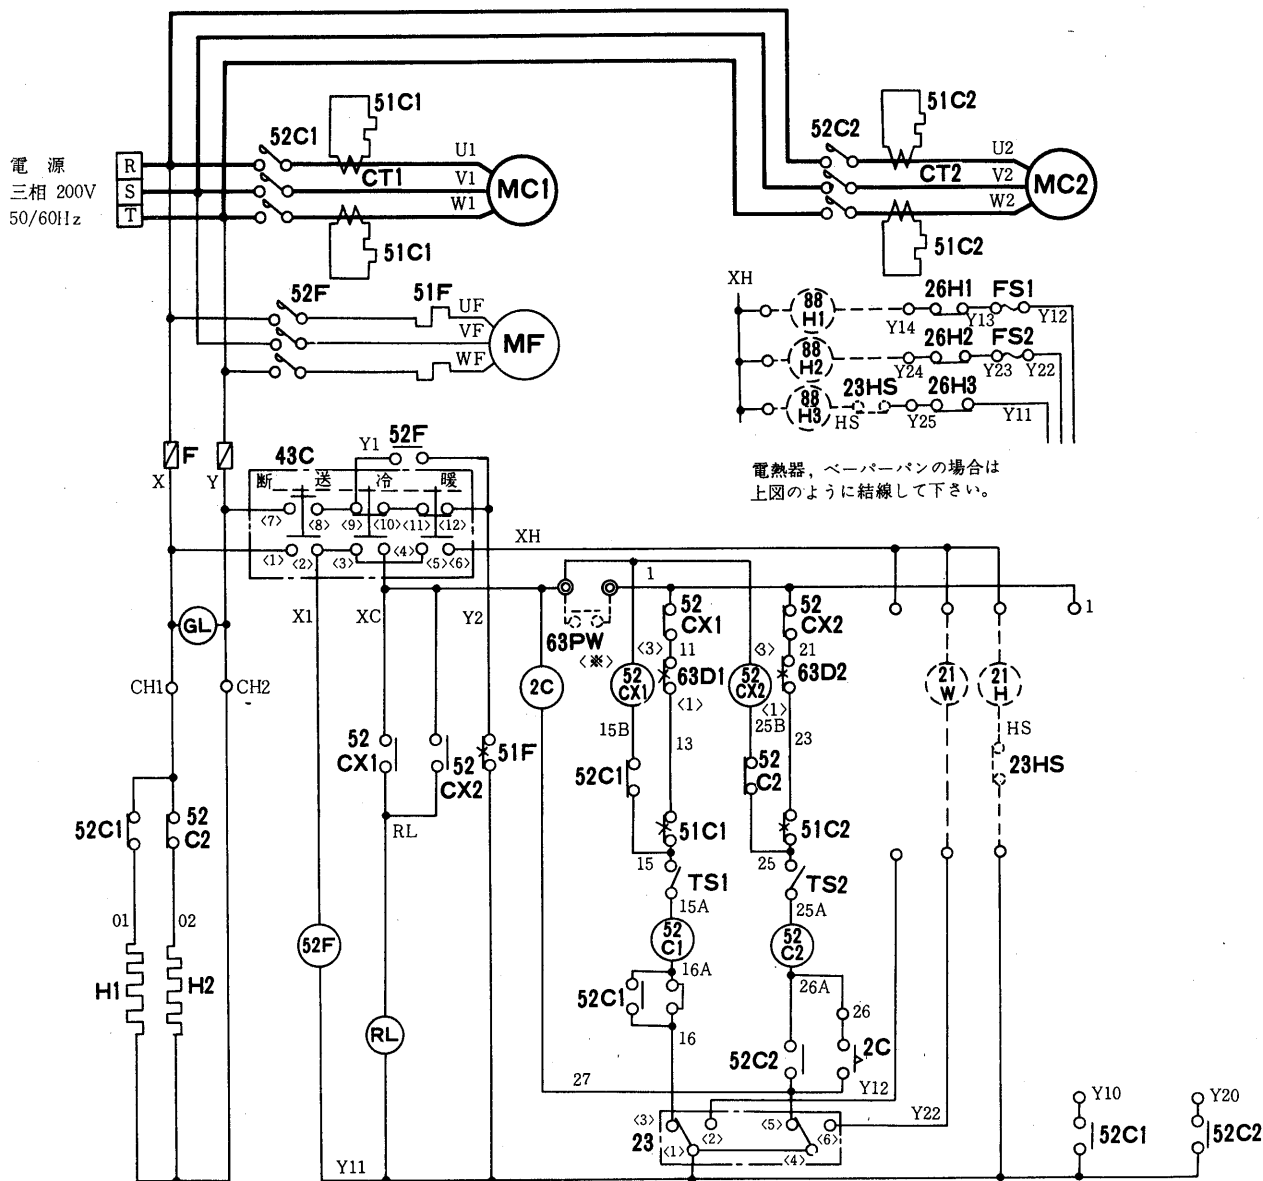 電 源
三相 200V
50/60Hz
R
S
T
52C1
51C1
CT1
51C1
U1
V1
W1
MC1
52C2
51C2
CT2
51C2
U2
V2
W2
MC2
52F
51F
UF
VF
WF
MF
XH
88 H1
Y14
26H1
Y13
FS1
Y12
88 H2
Y24
26H2
Y23
FS2
Y22
88 H3
HS
23HS
Y25
26H3
Y11
電熱器，ペーパーパンの場合は
上図のように結線して下さい。
F
X
Y
43C
Y1
52F
断 送 冷 暖
〈7〉 〈8〉 〈9〉 〈10〉 〈11〉 〈12〉
〈1〉 〈2〉 〈3〉 〈4〉 〈5〉 〈6〉
XH
X1
XC
Y2
GL
CH1
CH2
63PW
〈※〉
1
1
52 CX1
〈3〉
11
63D1
〈1〉
52 CX1
15B
13
52 CX2
〈3〉
21
63D2
〈1〉
52 CX2
25B
23
2C
21 W
21 H
HS
23HS
52 CX1
52 CX2
51F
RL
52C1
52 C2
51C1
51C2
15
TS1
15A
25
TS2
25A
52 C1
16A
52C1
16
52 C2
26A
26
52C2
2C
52C1
52 C2
01
02
H1
H2
52F
RL
27
Y12
Y22
23
〈3〉
〈2〉
〈1〉
〈5〉
〈6〉
〈4〉
Y11
Y10
52C1
Y20
52C2